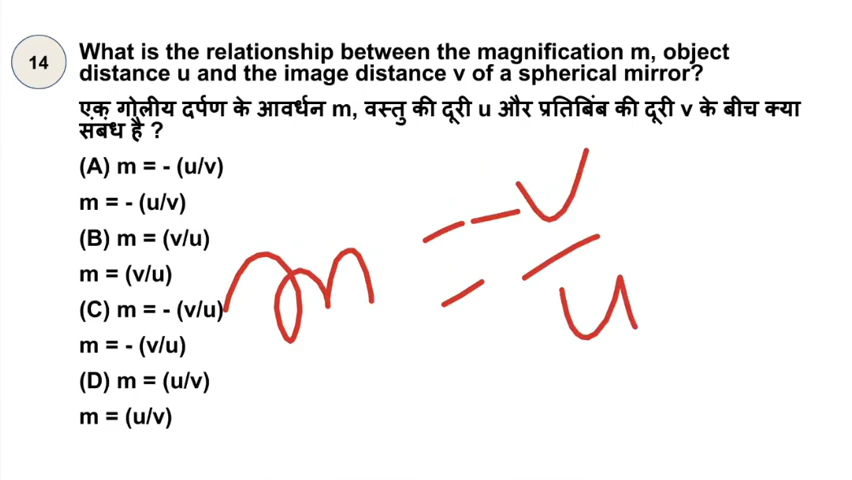 14
What is the relationship between the magnification m, object
distance u and the image distance v of a spherical mirror?
एक गोलीय दर्पण के आवर्धन m, वस्तु की दूरी u और प्रतिबिंब की दूरी v के बीच क्या
संबंध है ?
(A) m = - (u/v)
m = - (u/v)
(B) m = (v/u)
m = (v/u)
(C) m = - (v/u)
m = - (v/u)
(D) m = (u/v)
m = (u/v)
m = - v/u